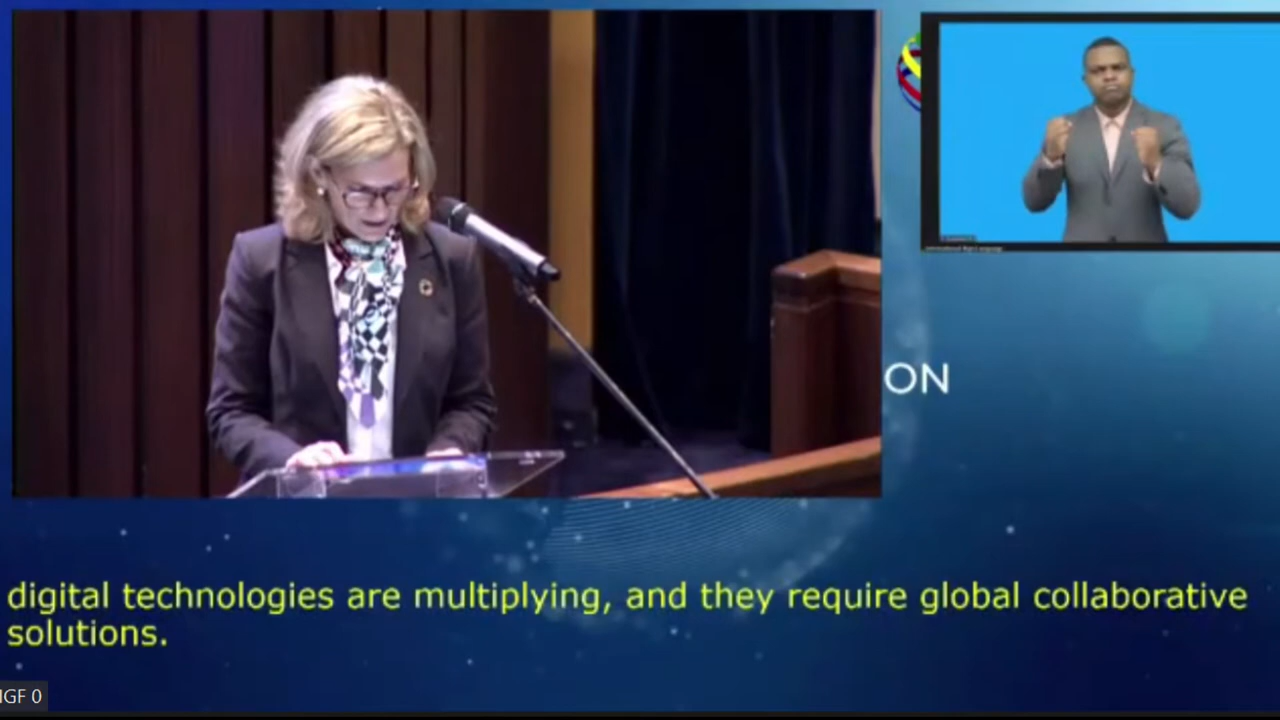 ON
digital technologies are multiplying, and they require global collaborative
solutions.
IGF 0